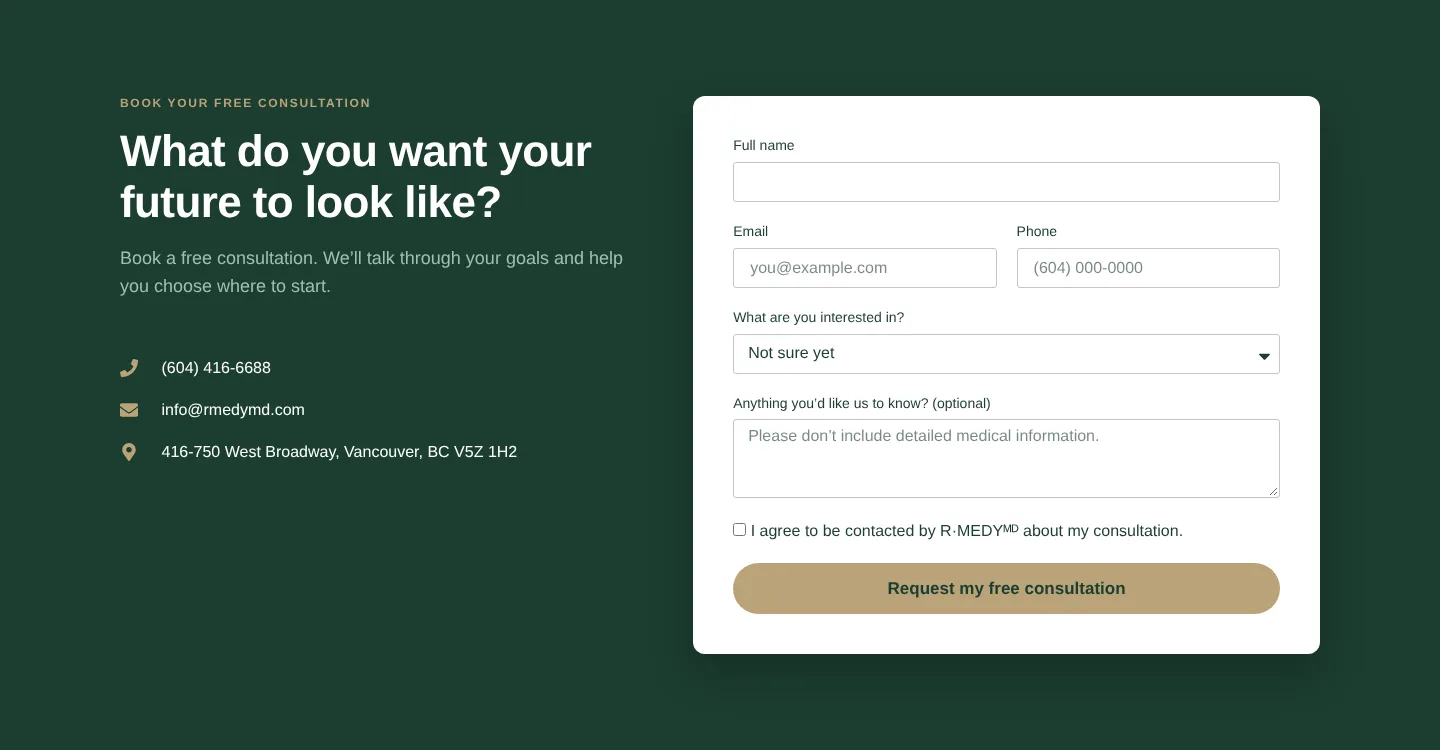 BOOK YOUR FREE CONSULTATION
What do you want your
future to look like?
Book a free consultation. We’ll talk through your goals and help
you choose where to start.
(604) 416-6688
info@rmedymd.com
416-750 West Broadway, Vancouver, BC V5Z 1H2
Full name
Email
Phone
you@example.com
(604) 000-0000
What are you interested in?
Not sure yet
Anything you’d like us to know? (optional)
Please don’t include detailed medical information.
I agree to be contacted by R·MEDYᴹᴰ about my consultation.
Request my free consultation